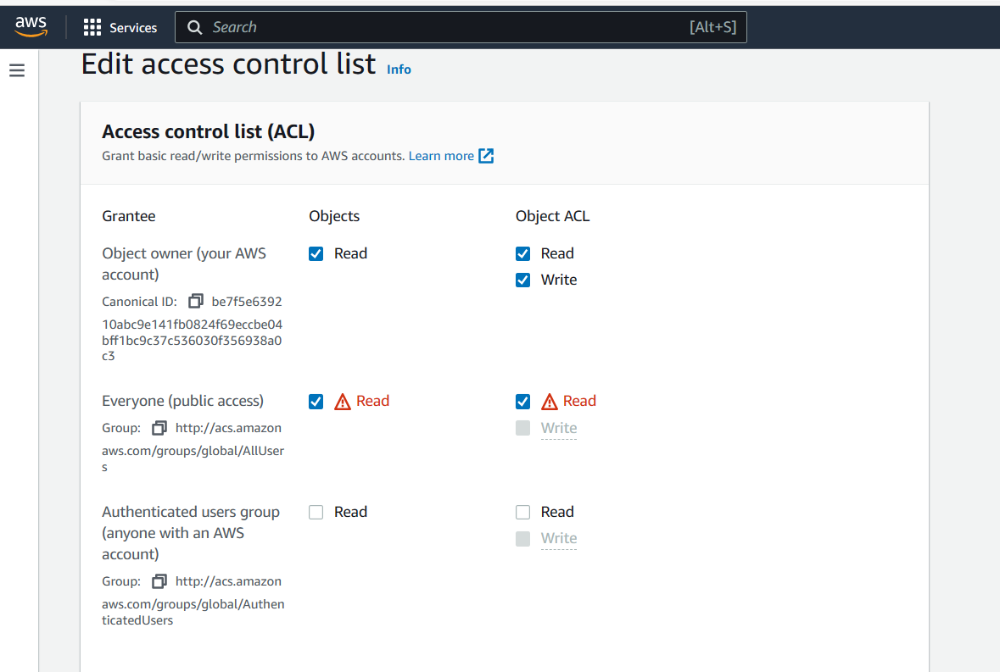 aws
Services
Search
[Alt+S]
Edit access control list Info
Access control list (ACL)
Grant basic read/write permissions to AWS accounts. Learn more
Grantee
Objects
Object ACL
Object owner (your AWS
account)
Canonical ID: be7f5e6392
10abc9e141fb0824f69eccbe04
bff1bc9c37c536030f356938a0
c3
Read
Read
Write
Everyone (public access)
Group: http://acs.amazon
aws.com/groups/global/AllUser
s
Read
Read
Write
Authenticated users group
(anyone with an AWS
account)
Group: http://acs.amazon
aws.com/groups/global/Authen
ticatedUsers
Read
Read
Write